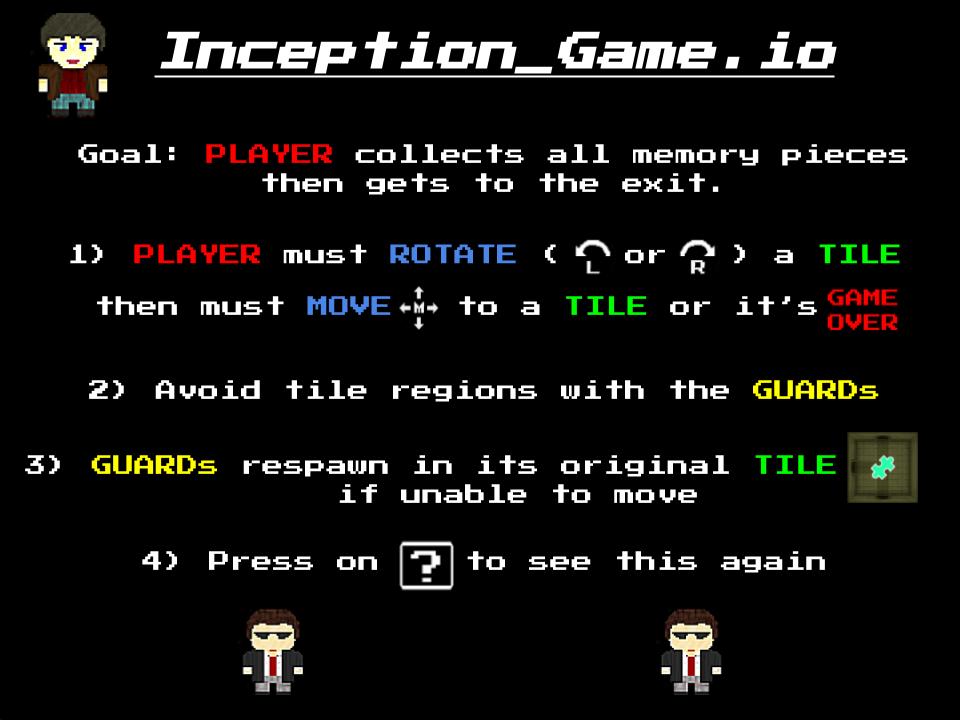 Inception_Game.io
Goal: PLAYER collects all memory pieces
then gets to the exit.
1) PLAYER must ROTATE ( L or R ) a TILE
then must MOVE M to a TILE or it's GAME OVER
2) Avoid tile regions with the GUARDs
3) GUARDs respawn in its original TILE
if unable to move
4) Press on ? to see this again